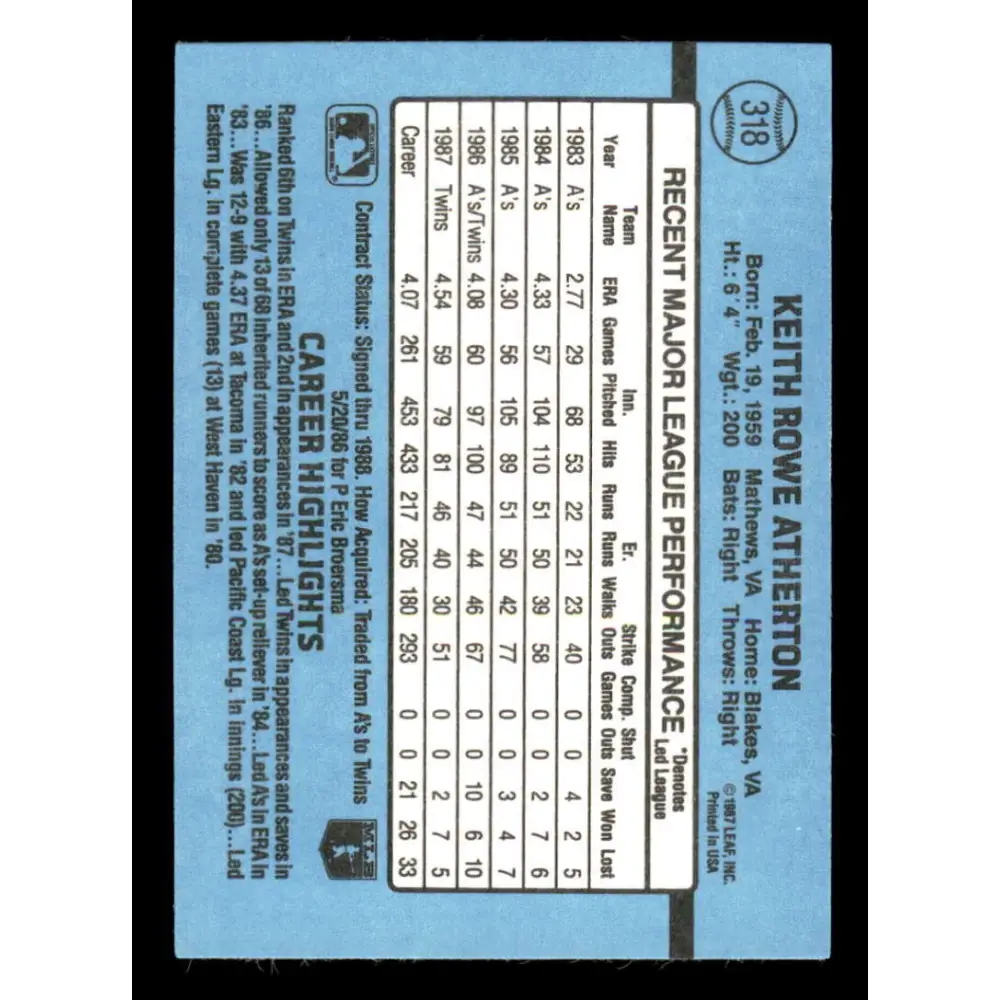 318
KEITH ROWE ATHERTON
Born: Feb. 19, 1959 Mathews, VA Home: Blakes, VA
Ht.: 6'4" Wgt.: 200 Bats: Right Throws: Right
© 1987 LEAF, INC.
Printed in USA
RECENT MAJOR LEAGUE PERFORMANCE *Denotes Led League
Team Inn. Er. Strike Comp. Shut
Year Name ERA Games Pitched Hits Runs Runs Walks Outs Games Outs Save Won Lost
1983 A's 2.77 29 68 53 22 21 23 40 0 0 4 2 5
1984 A's 4.33 57 104 110 51 50 39 58 0 0 2 7 6
1985 A's 4.30 56 105 89 51 50 42 77 0 0 3 4 7
1986 A's/Twins 4.08 60 97 100 47 44 46 67 0 0 10 6 10
1987 Twins 4.54 59 79 81 46 40 30 51 0 0 2 7 5
Career 4.07 261 453 433 217 205 180 293 0 0 21 26 33
Contract Status: Signed thru 1988. How Acquired: Traded from A's to Twins
5/20/86 for P Eric Broersma
MLB
CAREER HIGHLIGHTS
Ranked 6th on Twins in ERA and 2nd in appearances in '87...Led Twins in appearances and saves in
'86...Allowed only 13 of 68 inherited runners to score as A's set-up reliever in '84...Led A's in ERA in
'83...Was 12-9 with 4.37 ERA at Tacoma in '82 and led Pacific Coast Lg. in innings (200)...Led
Eastern Lg. in complete games (13) at West Haven in '80.